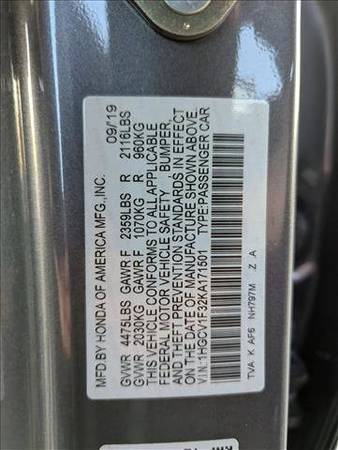 MFD.BY HONDA OF AMERICA MFG.,INC. 09/19
GVWR 4475LBS GAWR F 2359LBS R 2116LBS
GVWR 2030KG GAWR F 1070KG R 960KG
THIS VEHICLE CONFORMS TO ALL APPLICABLE
FEDERAL MOTOR VEHICLE SAFETY , BUMPER,
AND THEFT PREVENTION STANDARDS IN EFFECT
ON THE DATE OF MANUFACTURE SHOWN ABOVE.
V.I.N.:1HGCV1F32KA171501 TYPE:PASSENGER CAR
TVA K AF6 NH797M Z A